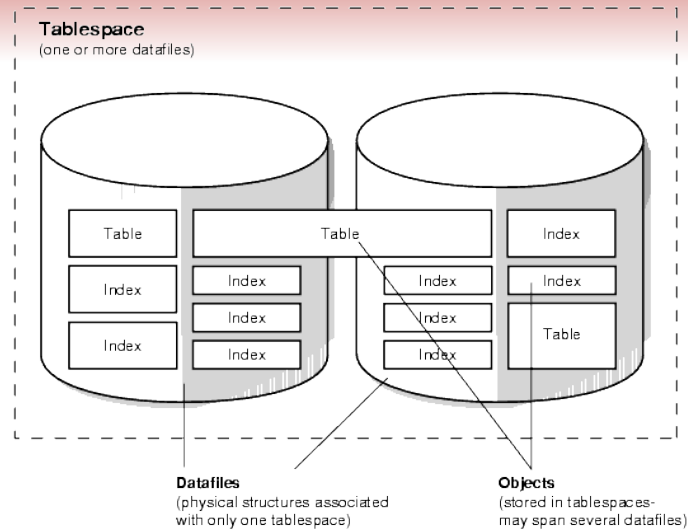 Tablespace
(one or more datafiles)
Table
Table
Index
Index
Index
Index
Index
Index
Index
Index
Table
Index
Index
Index
Datafiles
(physical structures associated
with only one tablespace)
Objects
(stored in tablespaces-
may span several datafiles)